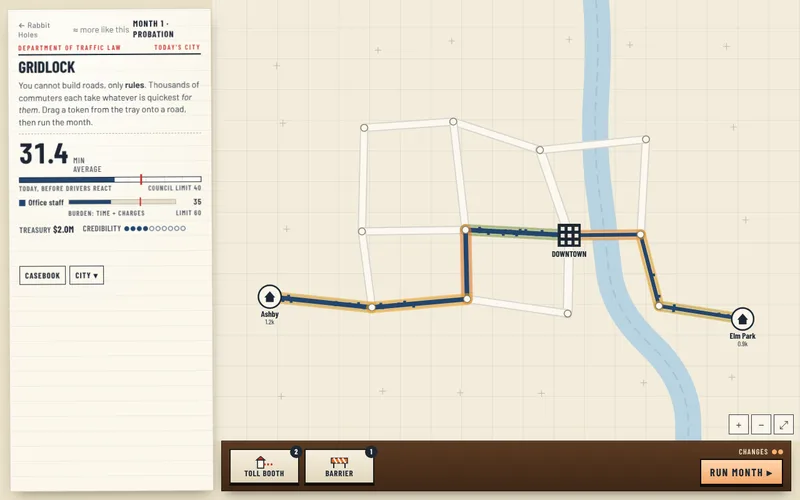 ← Rabbit Holes
≈ more like this
MONTH 1 · PROBATION
DEPARTMENT OF TRAFFIC LAW
TODAY'S CITY
GRIDLOCK
You cannot build roads, only rules. Thousands of
commuters each take whatever is quickest for
them. Drag a token from the tray onto a road,
then run the month.
31.4 MIN AVERAGE
TODAY, BEFORE DRIVERS REACT
COUNCIL LIMIT 40
Office staff
35
BURDEN: TIME + CHARGES
LIMIT 60
TREASURY $2.0M
CREDIBILITY
CASEBOOK
CITY ▾
DOWNTOWN
Ashby
1.2k
Elm Park
0.9k
+
−
⤢
2
TOLL BOOTH
1
BARRIER
CHANGES
RUN MONTH ▸